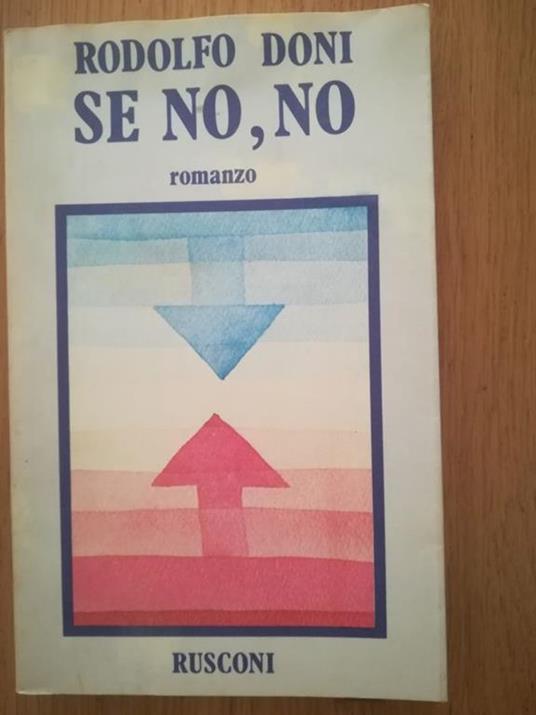 RODOLFO DONI
SE NO, NO
romanzo
RUSCONI